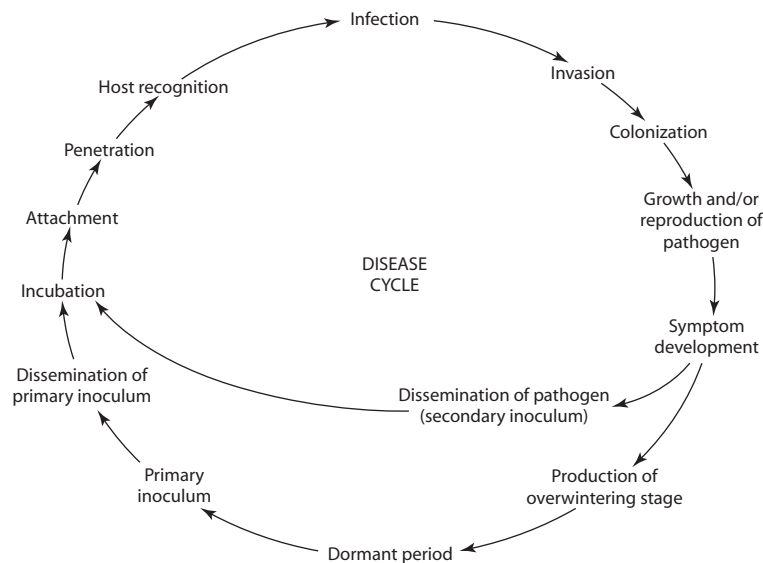 Infection
Invasion
Host recognition
Colonization
Penetration
Growth and/or
reproduction of
pathogen
Attachment
DISEASE
CYCLE
Incubation
Symptom
development
Dissemination of
primary inoculum
Dissemination of pathogen
(secondary inoculum)
Primary
inoculum
Production of
overwintering stage
Dormant period